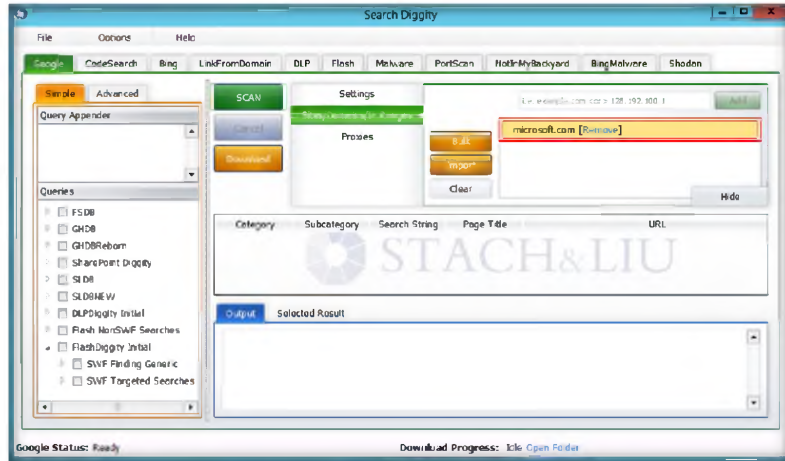 Search Diggity
File Options Help
Google CodeSearch Bing LinkFromDomain DLP Flash Malware PortScan NotInMyBackyard BingMalware Shodan
Simple Advanced
Query Appender
Queries
FSDB
GHDB
GHDBReborn
SharePoint Diggity
SLDB
SLDBNEW
DLPDiggity Initial
Flash NonSWF Searches
FlashDiggity Initial
SWF Finding Generic
SWF Targeted Searches
SCAN
Cancel
Download
Settings
Proxies
Add
microsoft.com [Remove]
Bulk
Import
Clear
Hide
Category Subcategory Search String Page Title URL
STACH&LIU
Output Selected Result
Google Status: Ready
Download Progress: Idle Open Folder